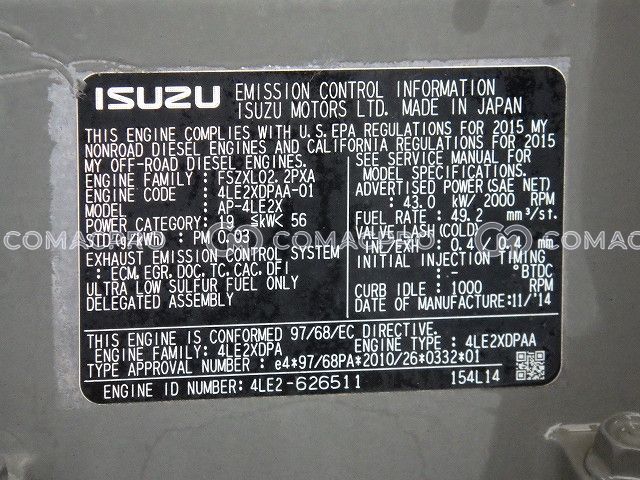 ISUZU EMISSION CONTROL INFORMATION
ISUZU MOTORS LTD. MADE IN JAPAN
THIS ENGINE COMPLIES WITH U.S.EPA REGULATIONS FOR 2015 MY
NONROAD DIESEL ENGINES AND CALIFORNIA REGULATIONS FOR 2015
MY OFF-ROAD DIESEL ENGINES.
ENGINE FAMILY : FSZXL02.2PXA
ENGINE CODE : 4LE2XDPAA-01
MODEL : AP-4LE2X
POWER CATEGORY : 19 ≤kW< 56
STD(g/kWh) : PM 0.03
EXHAUST EMISSION CONTROL SYSTEM
: ECM, EGR, DOC, TC, CAC, DFI
ULTRA LOW SULFUR FUEL ONLY
DELEGATED ASSEMBLY
SEE SERVICE MANUAL FOR
MODEL SPECIFICATIONS.
ADVERTISED POWER(SAE NET)
: 43.0 kW/ 2000 RPM
FUEL RATE : 49.2 mm³/st.
VALVE LASH(COLD)
IN/EXH : 0.4 / 0.4 mm
INITIAL INJECTION TIMING
: - °BTDC
CURB IDLE : 1000 RPM
DATE OF MANUFACTURE :11/'14
THIS ENGINE IS CONFORMED 97/68/EC DIRECTIVE.
ENGINE FAMILY: 4LE2XDPA ENGINE TYPE : 4LE2XDPAA
TYPE APPROVAL NUMBER : e4*97/68PA*2010/26*0332*01
ENGINE ID NUMBER: 4LE2-626511 154L14
COMACPRO COMACPRO COMACPRO